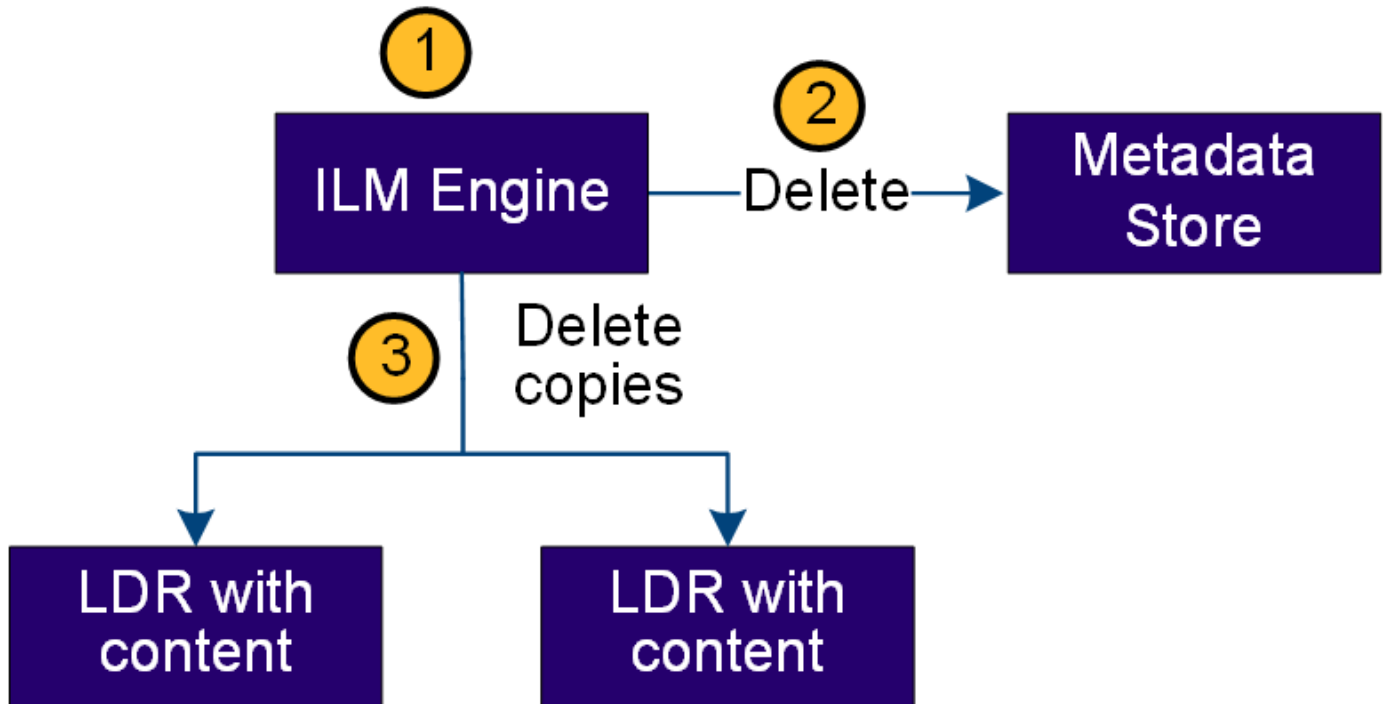 1
2
ILM Engine
Delete
Metadata
Store
3
Delete
copies
LDR with
content
LDR with
content